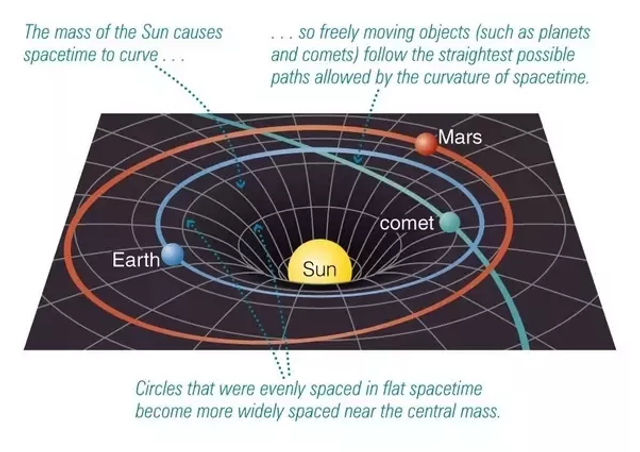 The mass of the Sun causes
spacetime to curve . . .
. . . so freely moving objects (such as planets
and comets) follow the straightest possible
paths allowed by the curvature of spacetime.
Mars
comet
Earth
Sun
Circles that were evenly spaced in flat spacetime
become more widely spaced near the central mass.